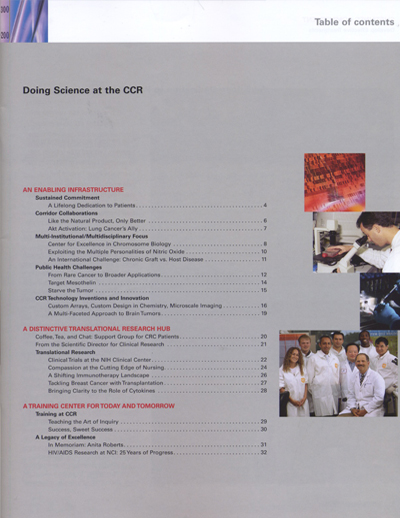 300
200
Table of contents
Doing Science at the CCR
AN ENABLING INFRASTRUCTURE
Sustained Commitment
A Lifelong Dedication to Patients 4
Corridor Collaborations
Like the Natural Product, Only Better 6
Akt Activation: Lung Cancer's Ally 7
Multi-Institutional/Multidisciplinary Focus
Center for Excellence in Chromosome Biology 8
Exploiting the Multiple Personalities of Nitric Oxide 10
An International Challenge: Chronic Graft vs. Host Disease 11
Public Health Challenges
From Rare Cancer to Broader Applications 12
Target Mesothelin 14
Starve the Tumor 15
CCR Technology Inventions and Innovation
Custom Arrays, Custom Design in Chemistry, Microscale Imaging 16
A Multi-Faceted Approach to Brain Tumors 19
A DISTINCTIVE TRANSLATIONAL RESEARCH HUB
Coffee, Tea, and Chat: Support Group for CRC Patients 20
From the Scientific Director for Clinical Research 21
Translational Research
Clinical Trials at the NIH Clinical Center 22
Compassion at the Cutting Edge of Nursing 24
A Shifting Immunotherapy Landscape 26
Tackling Breast Cancer with Transplantation 27
Bringing Clarity to the Role of Cytokines 28
A TRAINING CENTER FOR TODAY AND TOMORROW
Training at CCR
Teaching the Art of Inquiry 29
Success, Sweet Success 30
A Legacy of Excellence
In Memoriam: Anita Roberts 31
HIV/AIDS Research at NCI: 25 Years of Progress 32